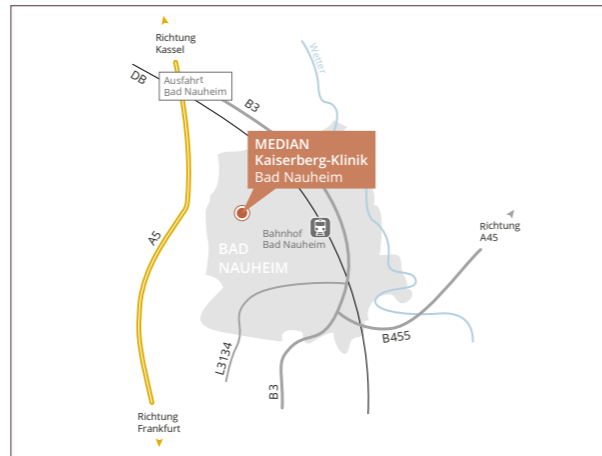 Richtung
Kassel
DB
Ausfahrt
Bad Nauheim
B3
Wetter
MEDIAN
Kaiserberg-Klinik
Bad Nauheim
Richtung
A45
Bahnhof
Bad Nauheim
BAD
NAUHEIM
A5
B455
L3134
B3
Richtung
Frankfurt